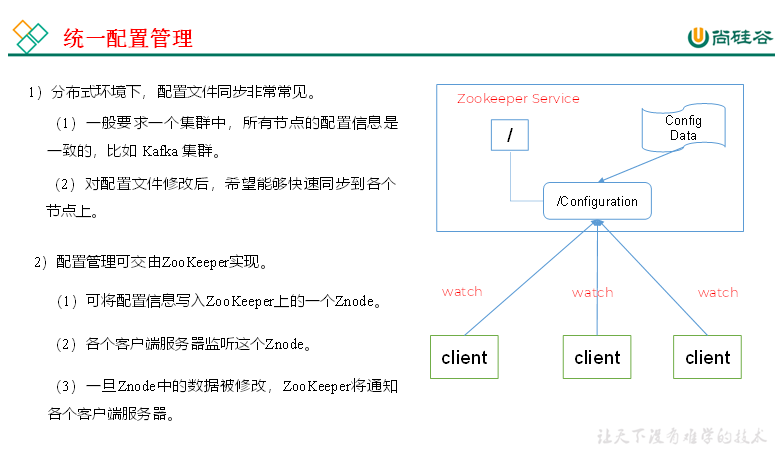 统一配置管理
尚硅谷
1）分布式环境下，配置文件同步非常常见。
（1）一般要求一个集群中，所有节点的配置信息是
一致的，比如 Kafka 集群。
（2）对配置文件修改后，希望能够快速同步到各个
节点上。
2）配置管理可交由ZooKeeper实现。
（1）可将配置信息写入ZooKeeper上的一个Znode。
（2）各个客户端服务器监听这个Znode。
（3）一旦Znode中的数据被修改，ZooKeeper将通知
各个客户端服务器。
Zookeeper Service
/
Config
Data
/Configuration
watch
watch
watch
client
client
client
让天下没有难学的技术